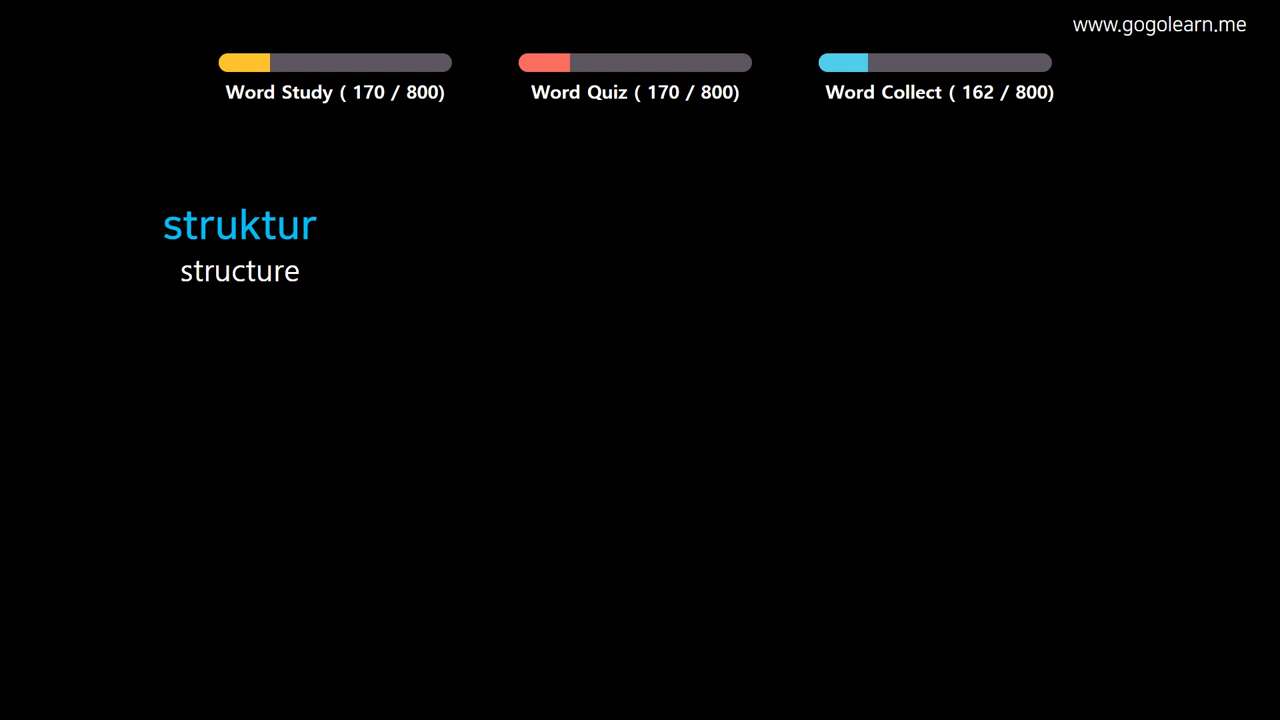 www.gogolearn.me
Word Study ( 170 / 800)
Word Quiz ( 170 / 800)
Word Collect ( 162 / 800)
struktur
structure